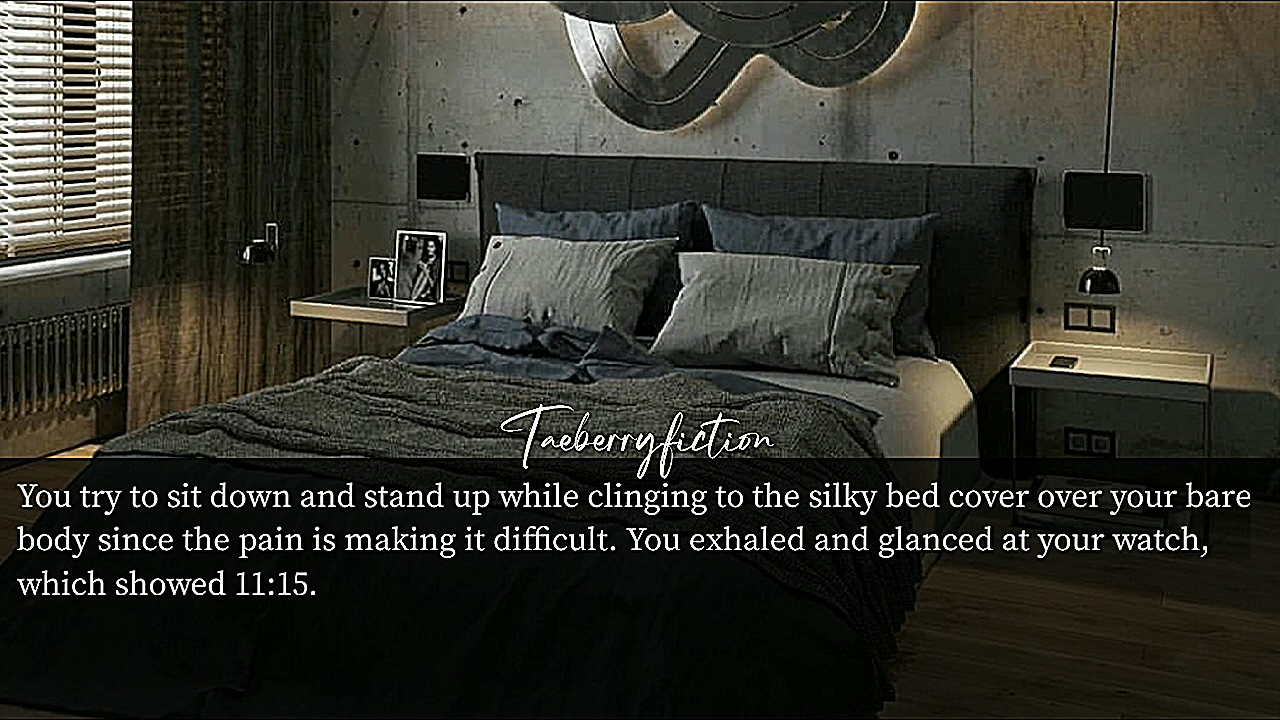 Taeberryfiction
You try to sit down and stand up while clinging to the silky bed cover over your bare
body since the pain is making it difficult. You exhaled and glanced at your watch,
which showed 11:15.